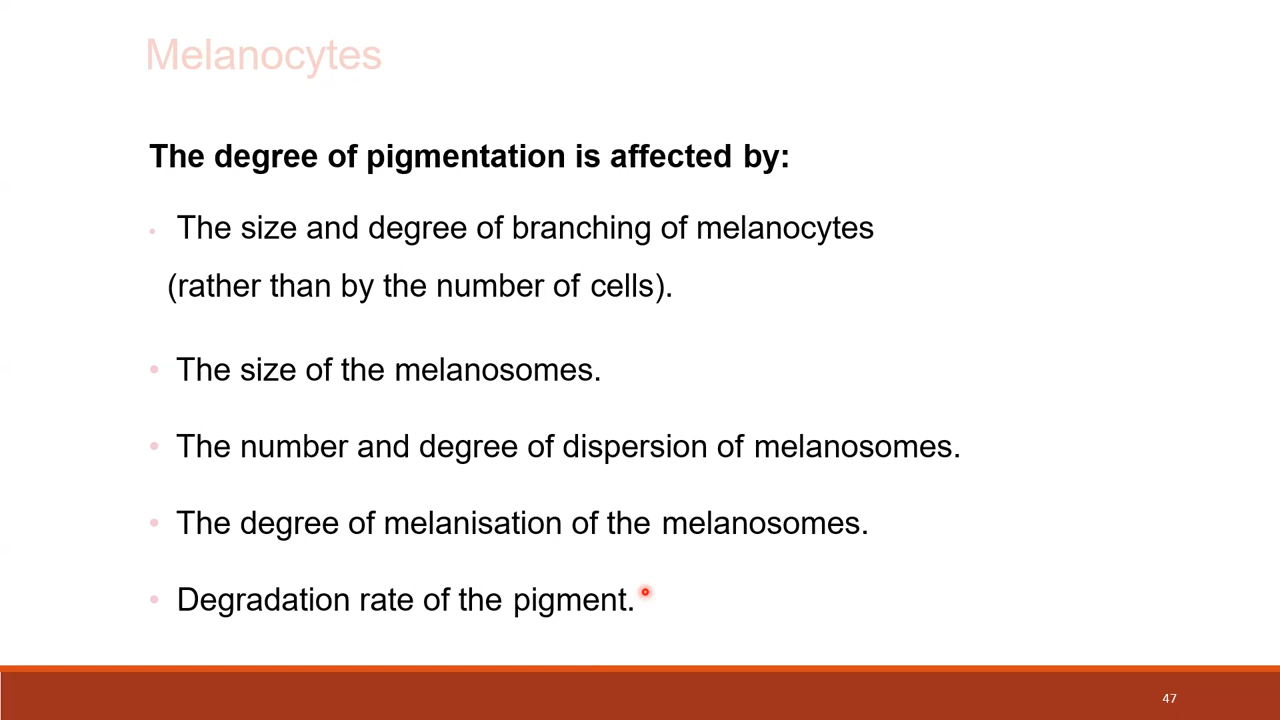 Melanocytes
The degree of pigmentation is affected by:
• The size and degree of branching of melanocytes
(rather than by the number of cells).
• The size of the melanosomes.
• The number and degree of dispersion of melanosomes.
• The degree of melanisation of the melanosomes.
• Degradation rate of the pigment.
47